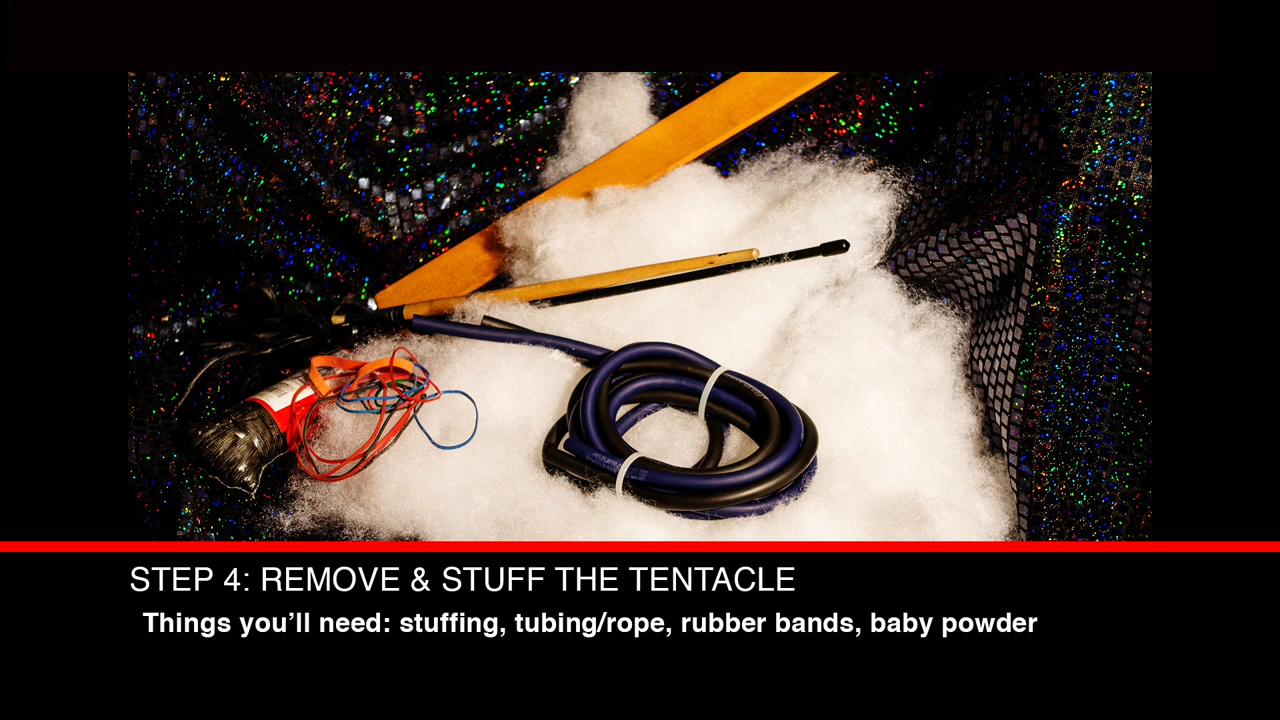 STEP 4: REMOVE & STUFF THE TENTACLE
Things you’ll need: stuffing, tubing/rope, rubber bands, baby powder